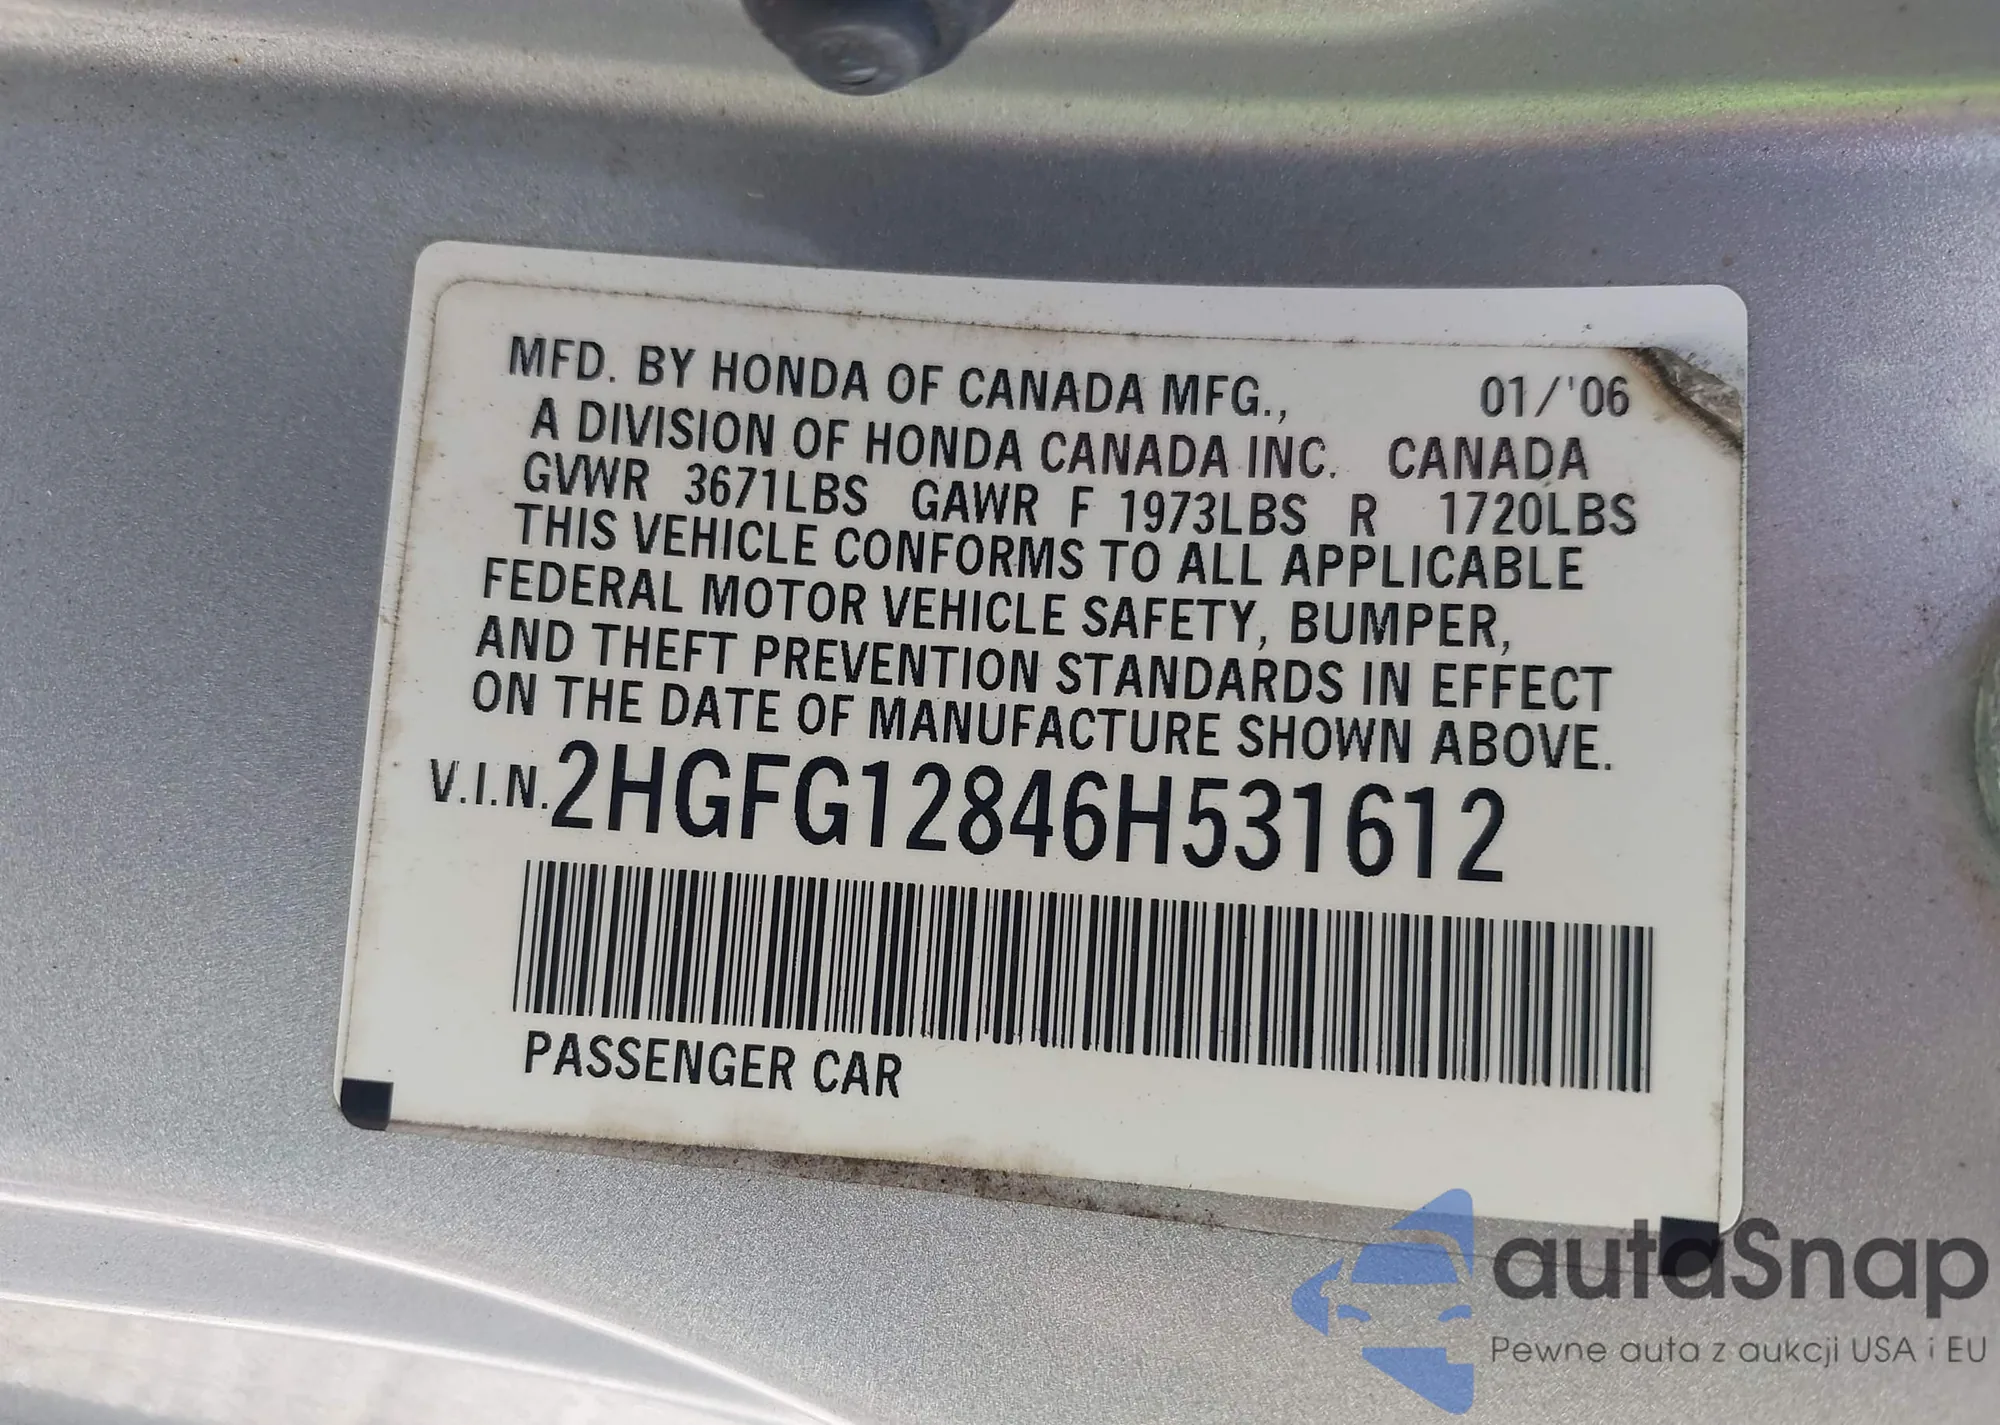 MFD. BY HONDA OF CANADA MFG., 01/'06
A DIVISION OF HONDA CANADA INC. CANADA
GVWR 3671LBS GAWR F 1973LBS R 1720LBS
THIS VEHICLE CONFORMS TO ALL APPLICABLE
FEDERAL MOTOR VEHICLE SAFETY, BUMPER,
AND THEFT PREVENTION STANDARDS IN EFFECT
ON THE DATE OF MANUFACTURE SHOWN ABOVE.
V.I.N.2HGFG12846H531612
PASSENGER CAR
autaSnap
Pewne auta z aukcji USA i EU